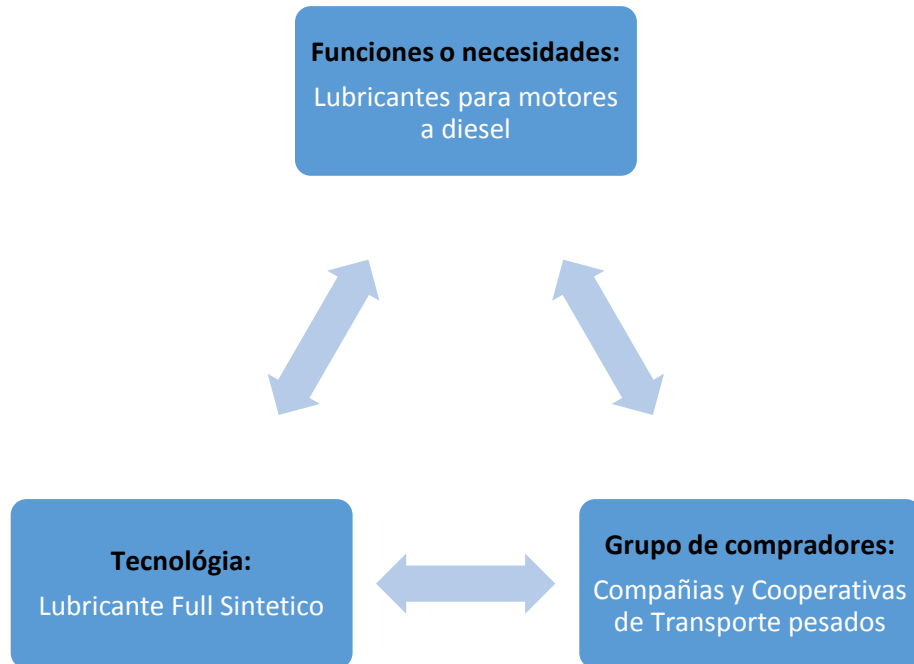 Funciones o necesidades:
Lubricantes para motores
a diesel
Tecnológia:
Lubricante Full Sintetico
Grupo de compradores:
Compañias y Cooperativas
de Transporte pesados